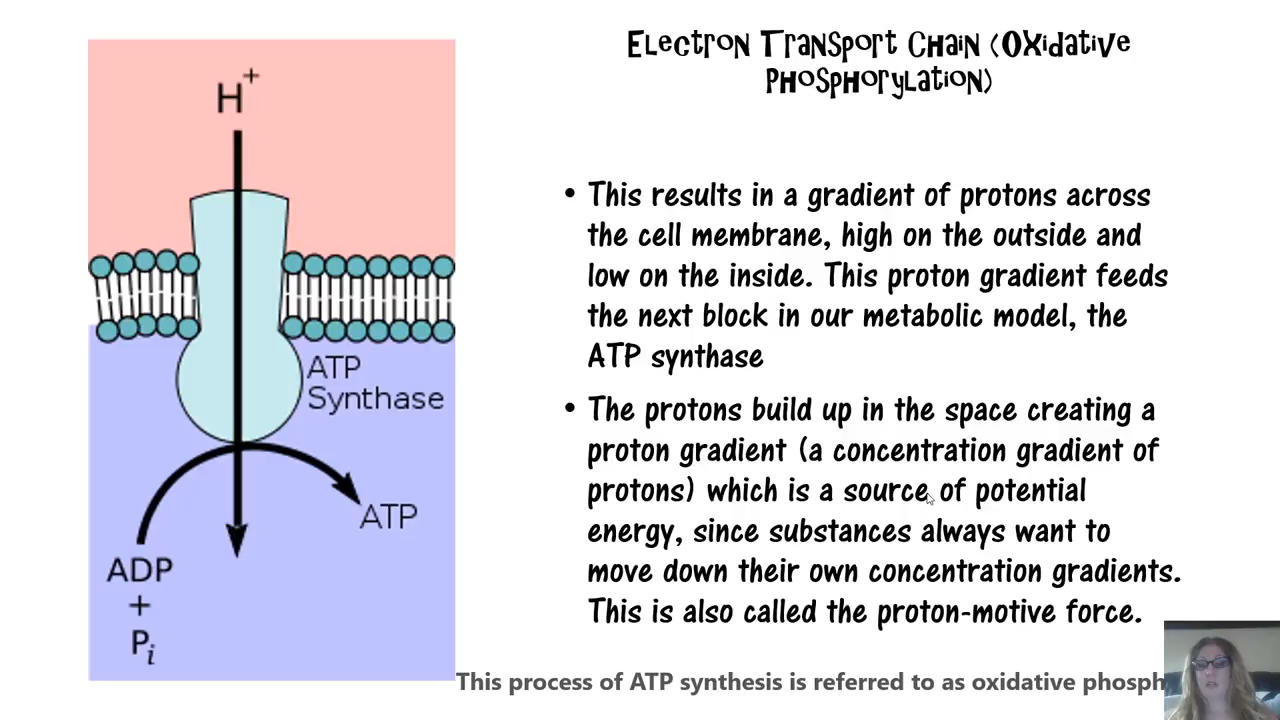 Electron Transport Chain (Oxidative
Phosphorylation)
H+
ATP
Synthase
ATP
ADP
+
Pi
• This results in a gradient of protons across
the cell membrane, high on the outside and
low on the inside. This proton gradient feeds
the next block in our metabolic model, the
ATP synthase
• The protons build up in the space creating a
proton gradient (a concentration gradient of
protons) which is a source of potential
energy, since substances always want to
move down their own concentration gradients.
This is also called the proton-motive force.
This process of ATP synthesis is referred to as oxidative phosph